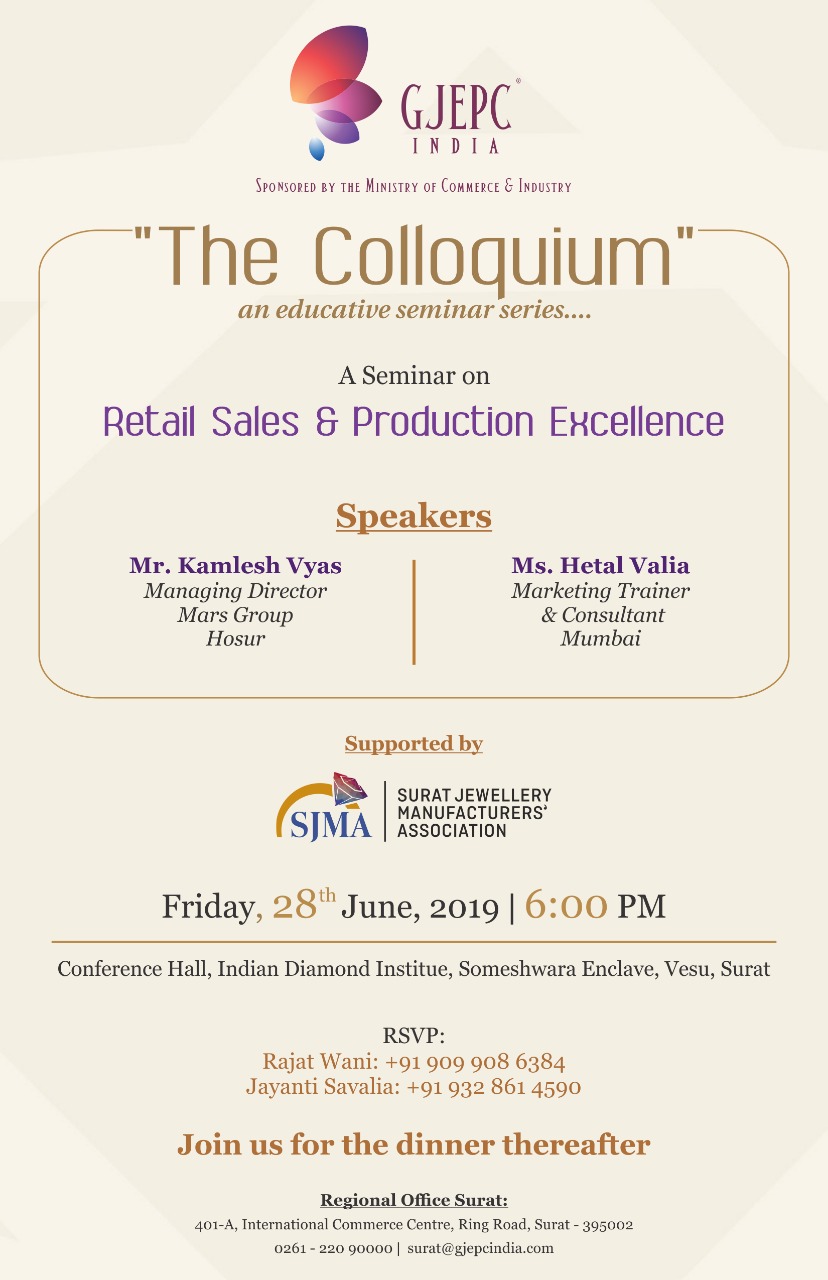 GJEPC®
INDIA
Sponsored by the Ministry of Commerce & Industry
"The Colloquium"
an educative seminar series....
A Seminar on
Retail Sales & Production Excellence
Speakers
Mr. Kamlesh Vyas
Managing Director
Mars Group
Hosur
Ms. Hetal Valia
Marketing Trainer
& Consultant
Mumbai
Supported by
SJMA
SURAT JEWELLERY
MANUFACTURERS'
ASSOCIATION
Friday, 28th June, 2019 | 6:00 PM
Conference Hall, Indian Diamond Institue, Someshwara Enclave, Vesu, Surat
RSVP:
Rajat Wani: +91 909 908 6384
Jayanti Savalia: +91 932 861 4590
Join us for the dinner thereafter
Regional Office Surat:
401-A, International Commerce Centre, Ring Road, Surat - 395002
0261 - 220 90000 | surat@gjepcindia.com